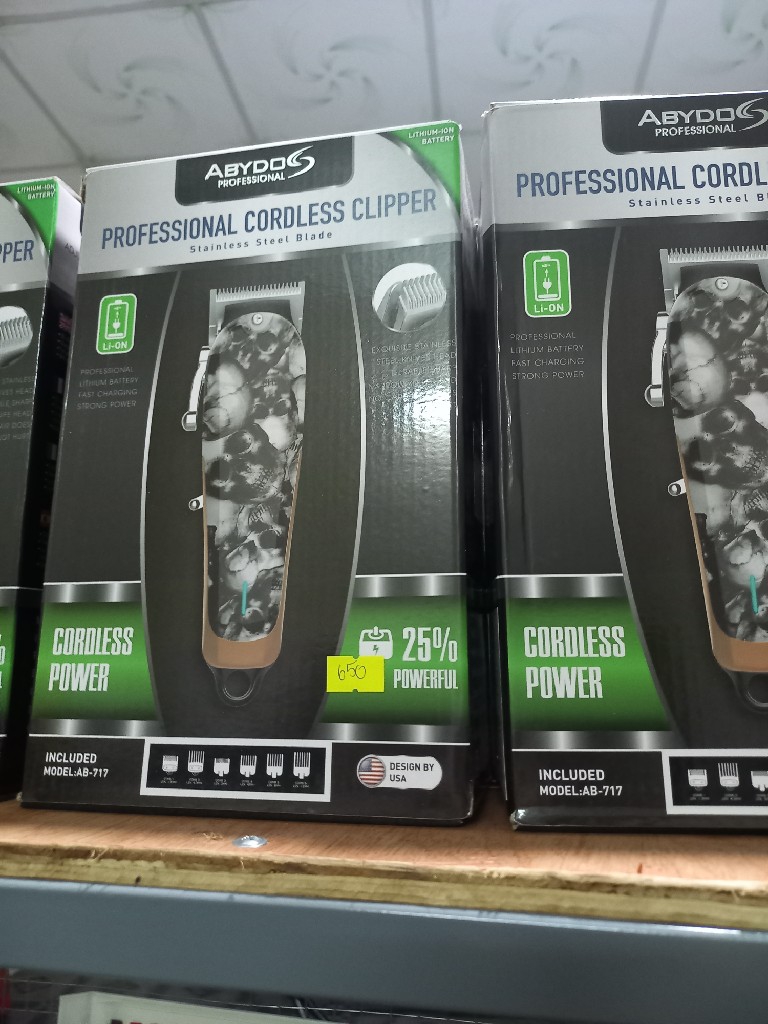 LITHIUM-ION
BATTERY
PPER
ABYDOS
PROFESSIONAL
LITHIUM-ION
BATTERY
PROFESSIONAL CORDLESS CLIPPER
Stainless Steel Blade
Li-ON
PROFESSIONAL
LITHIUM BATTERY
FAST CHARGING
STRONG POWER
EXQUISITE STAINLESS
CORDLESS
POWER
25%
POWERFUL
650
INCLUDED
MODEL:AB-717
DESIGN BY
USA
ABYDOS
PROFESSIONAL
PROFESSIONAL CORDL
Stainless Steel Bl
Li-ON
PROFESSIONAL
LITHIUM BATTERY
FAST CHARGING
STRONG POWER
CORDLESS
POWER
INCLUDED
MODEL:AB-717